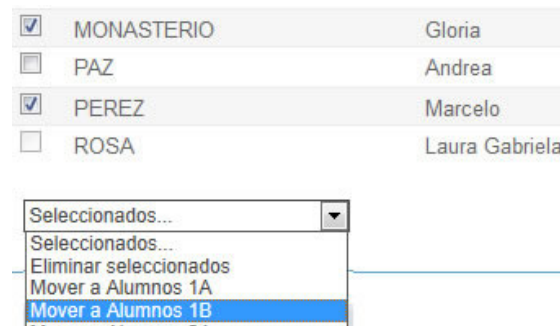 MONASTERIO Gloria
PAZ Andrea
PEREZ Marcelo
ROSA Laura Gabriela
Seleccionados...
Seleccionados...
Eliminar seleccionados
Mover a Alumnos 1A
Mover a Alumnos 1B